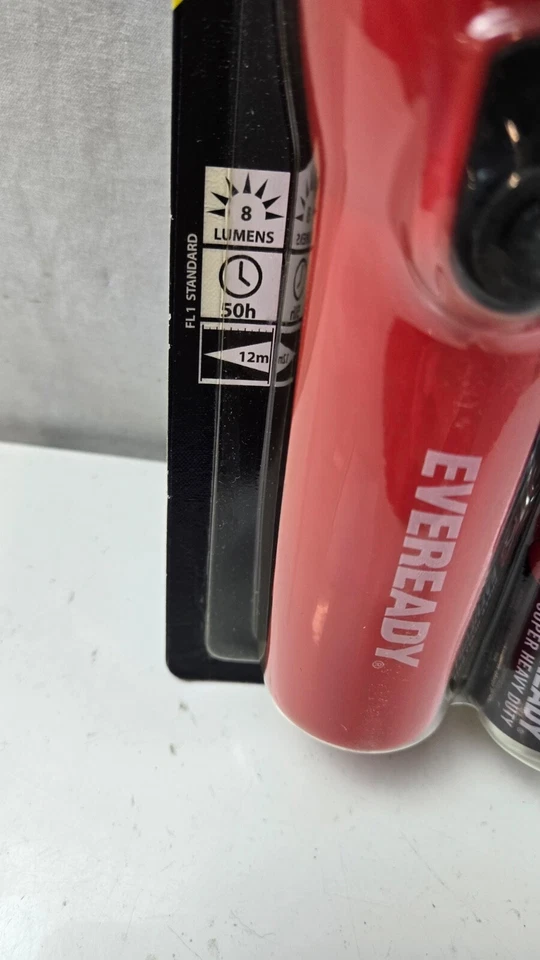 8
LUMENS
50h
12m
FL1 STANDARD
EVEREADY®
SUPER HEAVY DUTY